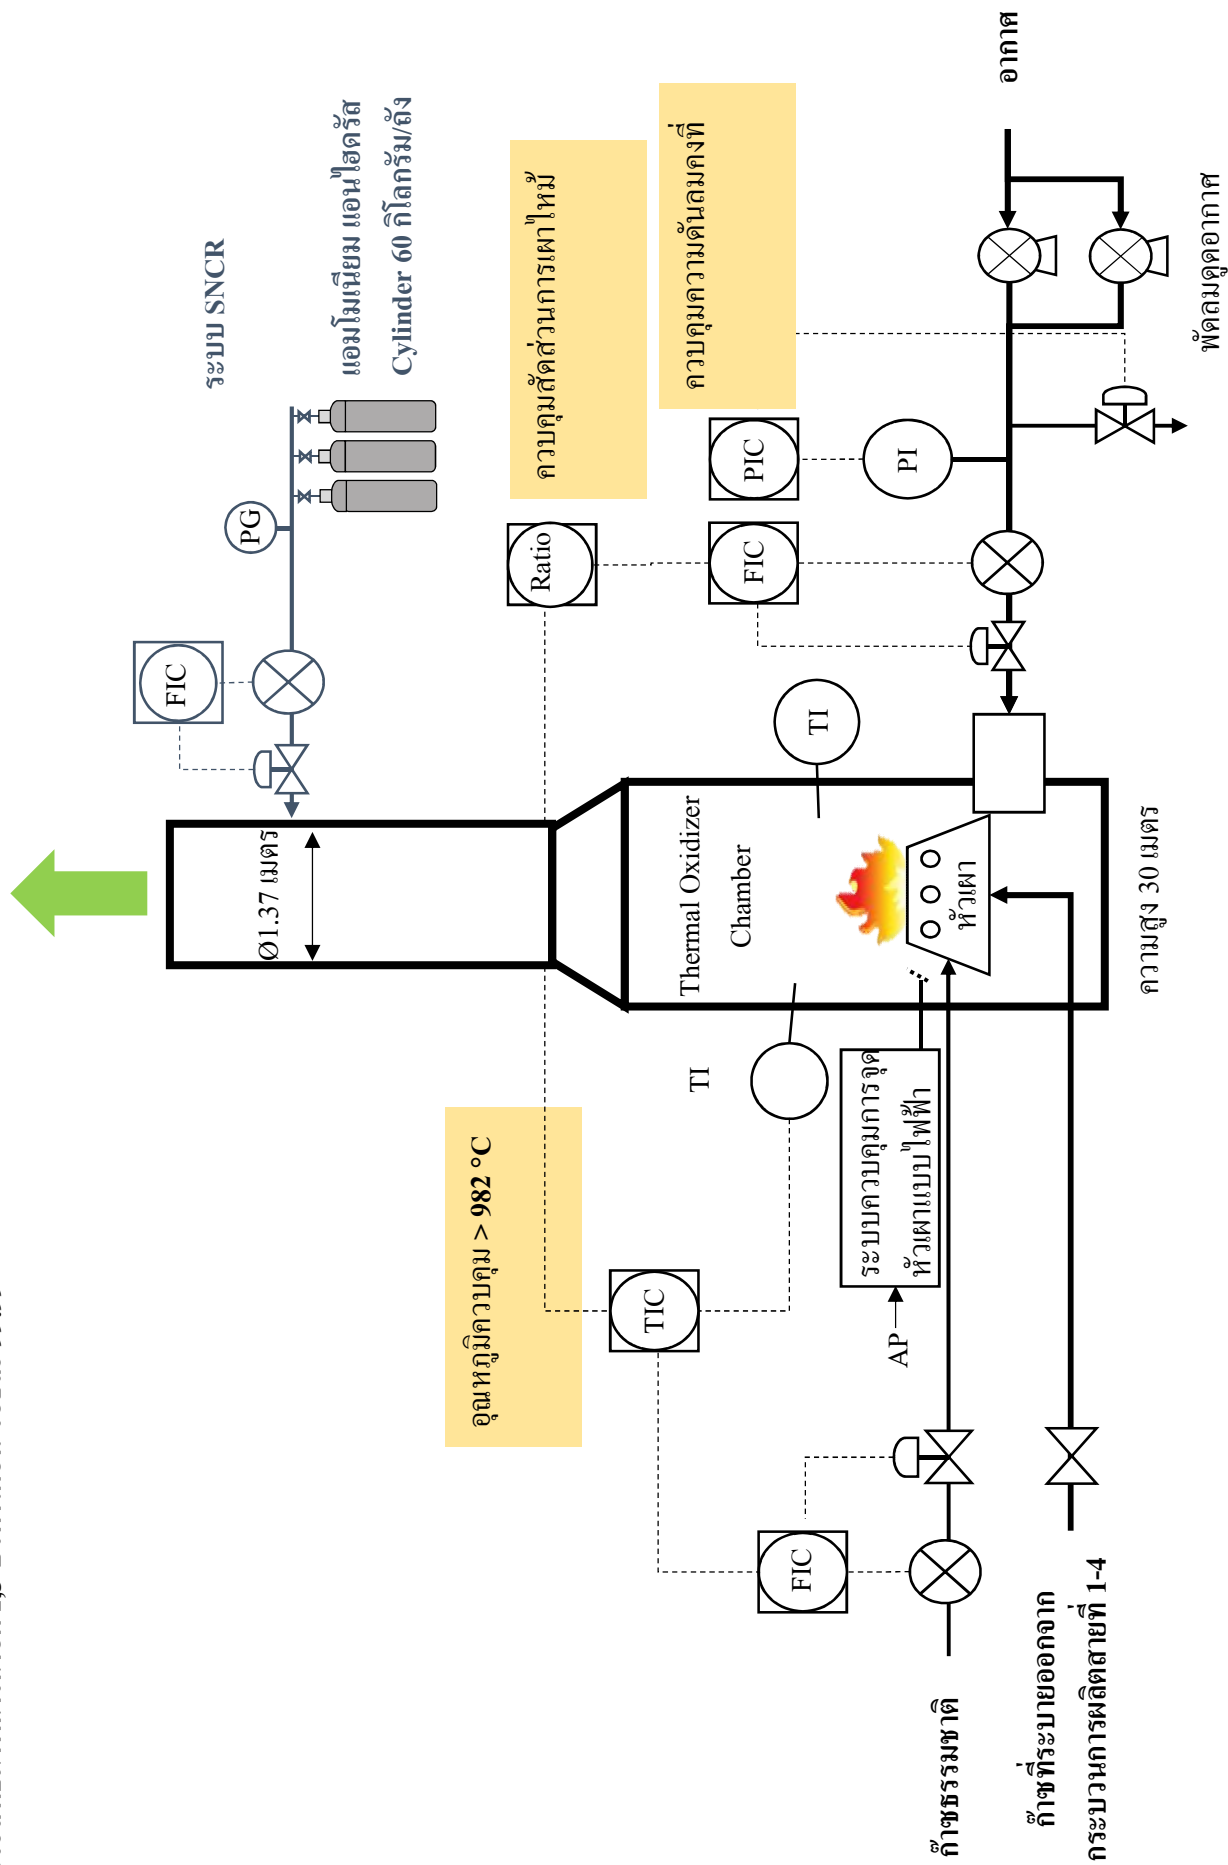 ระบบ SNCR
แอมโมเนียม แอนไฮดรัส
Cylinder 60 กิโลกรัม/ถัง
PG
FIC
Ø1.37 เมตร
ควบคุมสัดส่วนการเผาไหม้
ควบคุมความดันลมคงที่
Ratio
FIC
PIC
PI
อากาศ
พัดลมดูดอากาศ
อุณหภูมิควบคุม > 982 °C
TIC
TI
TI
Thermal Oxidizer
Chamber
หัวเผา
ความสูง 30 เมตร
ระบบควบคุมการจุด
หัวเผาแบบไฟฟ้า
AP
FIC
ก๊าซธรรมชาติ
ก๊าซที่ระบายออกจาก
กระบวนการผลิตสายที่ 1-4